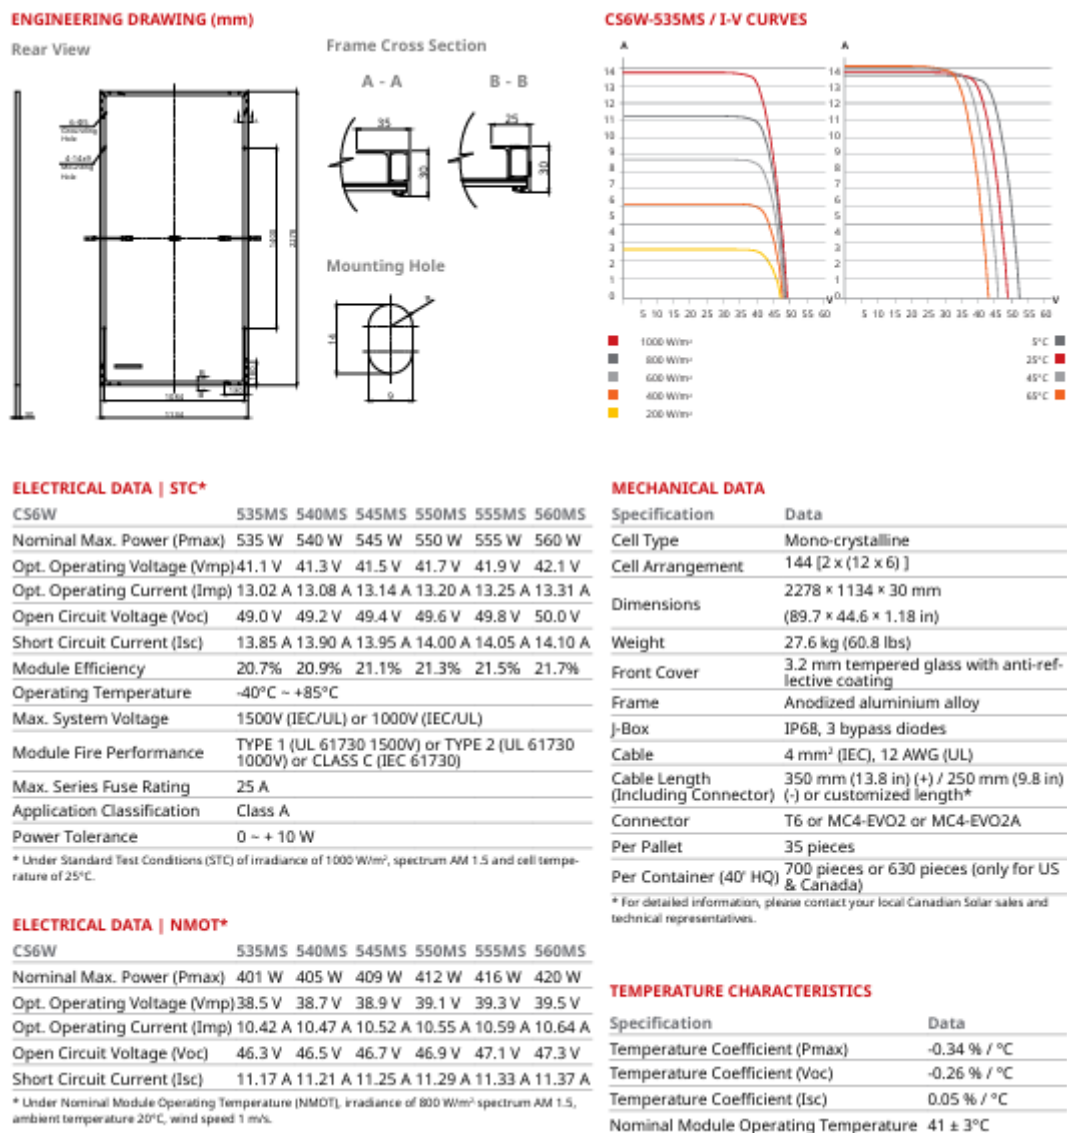 ENGINEERING DRAWING (mm)
Rear View
Frame Cross Section
A - A
B - B
35
30
25
30
Grounding
Hole
Mounting
Hole
2278
1134
Mounting Hole
14
9
CS6W-535MS / I-V CURVES
A
14
13
12
11
10
9
8
7
6
5
4
3
2
1
0
V
5 10 15 20 25 30 35 40 45 50 55 60
1000 W/m²
800 W/m²
600 W/m²
400 W/m²
200 W/m²
A
14
13
12
11
10
9
8
7
6
5
4
3
2
1
0
V
5 10 15 20 25 30 35 40 45 50 55 60
5°C
25°C
45°C
65°C
ELECTRICAL DATA | STC*
CS6W 535MS 540MS 545MS 550MS 555MS 560MS
Nominal Max. Power (Pmax) 535 W 540 W 545 W 550 W 555 W 560 W
Opt. Operating Voltage (Vmp) 41.1 V 41.3 V 41.5 V 41.7 V 41.9 V 42.1 V
Opt. Operating Current (Imp) 13.02 A 13.08 A 13.14 A 13.20 A 13.25 A 13.31 A
Open Circuit Voltage (Voc) 49.0 V 49.2 V 49.4 V 49.6 V 49.8 V 50.0 V
Short Circuit Current (Isc) 13.85 A 13.90 A 13.95 A 14.00 A 14.05 A 14.10 A
Module Efficiency 20.7% 20.9% 21.1% 21.3% 21.5% 21.7%
Operating Temperature -40°C ~ +85°C
Max. System Voltage 1500V (IEC/UL) or 1000V (IEC/UL)
Module Fire Performance TYPE 1 (UL 61730 1500V) or TYPE 2 (UL 61730
1000V) or CLASS C (IEC 61730)
Max. Series Fuse Rating 25 A
Application Classification Class A
Power Tolerance 0 ~ + 10 W
* Under Standard Test Conditions (STC) of irradiance of 1000 W/m², spectrum AM 1.5 and cell tempe-
rature of 25°C.
ELECTRICAL DATA | NMOT*
CS6W 535MS 540MS 545MS 550MS 555MS 560MS
Nominal Max. Power (Pmax) 401 W 405 W 409 W 412 W 416 W 420 W
Opt. Operating Voltage (Vmp) 38.5 V 38.7 V 38.9 V 39.1 V 39.3 V 39.5 V
Opt. Operating Current (Imp) 10.42 A 10.47 A 10.52 A 10.55 A 10.59 A 10.64 A
Open Circuit Voltage (Voc) 46.3 V 46.5 V 46.7 V 46.9 V 47.1 V 47.3 V
Short Circuit Current (Isc) 11.17 A 11.21 A 11.25 A 11.29 A 11.33 A 11.37 A
* Under Nominal Module Operating Temperature (NMOT), irradiance of 800 W/m² spectrum AM 1.5,
ambient temperature 20°C, wind speed 1 m/s.
MECHANICAL DATA
Specification Data
Cell Type Mono-crystalline
Cell Arrangement 144 [2 x (12 x 6) ]
Dimensions 2278 × 1134 × 30 mm
(89.7 × 44.6 × 1.18 in)
Weight 27.6 kg (60.8 lbs)
Front Cover 3.2 mm tempered glass with anti-ref-
lective coating
Frame Anodized aluminium alloy
J-Box IP68, 3 bypass diodes
Cable 4 mm² (IEC), 12 AWG (UL)
Cable Length 350 mm (13.8 in) (+) / 250 mm (9.8 in)
(Including Connector) (-) or customized length*
Connector T6 or MC4-EVO2 or MC4-EVO2A
Per Pallet 35 pieces
Per Container (40' HQ) 700 pieces or 630 pieces (only for US
& Canada)
* For detailed information, please contact your local Canadian Solar sales and
technical representatives.
TEMPERATURE CHARACTERISTICS
Specification Data
Temperature Coefficient (Pmax) -0.34 % / °C
Temperature Coefficient (Voc) -0.26 % / °C
Temperature Coefficient (Isc) 0.05 % / °C
Nominal Module Operating Temperature 41 ± 3°C